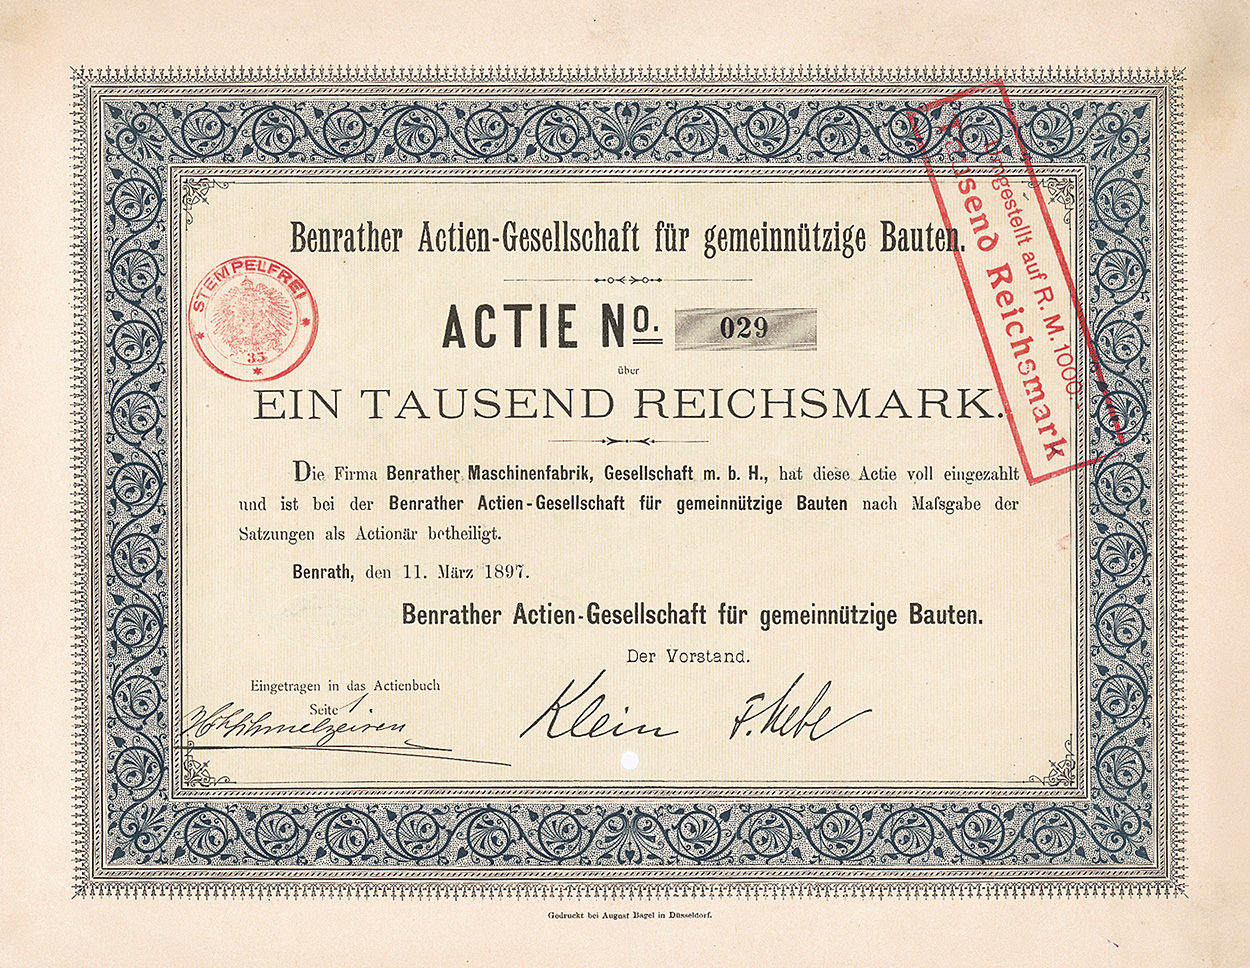 Benrather Actien-Gesellschaft für gemeinnützige Bauten.
STEMPELFREI
35
Umgestellt auf R. M. 1000.
Tausend Reichsmark
ACTIE No. 029
über
EIN TAUSEND REICHSMARK.
Die Firma Benrather Maschinenfabrik, Gesellschaft m. b. H., hat diese Actie voll eingezahlt
und ist bei der Benrather Actien-Gesellschaft für gemeinnützige Bauten nach Maſsgabe der
Satzungen als Actionär betheiligt.
Benrath, den 11. März 1897.
Benrather Actien-Gesellschaft für gemeinnützige Bauten.
Der Vorstand.
Eingetragen in das Actienbuch
Seite 1
Klein
Gedruckt bei August Bagel in Düsseldorf.